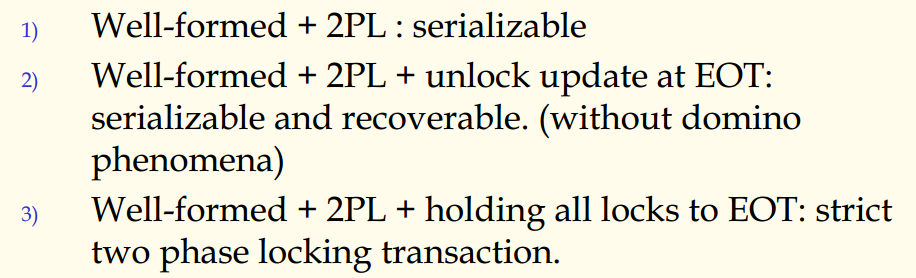 1) Well-formed + 2PL : serializable
2) Well-formed + 2PL + unlock update at EOT:
serializable and recoverable. (without domino
phenomena)
3) Well-formed + 2PL + holding all locks to EOT: strict
two phase locking transaction.